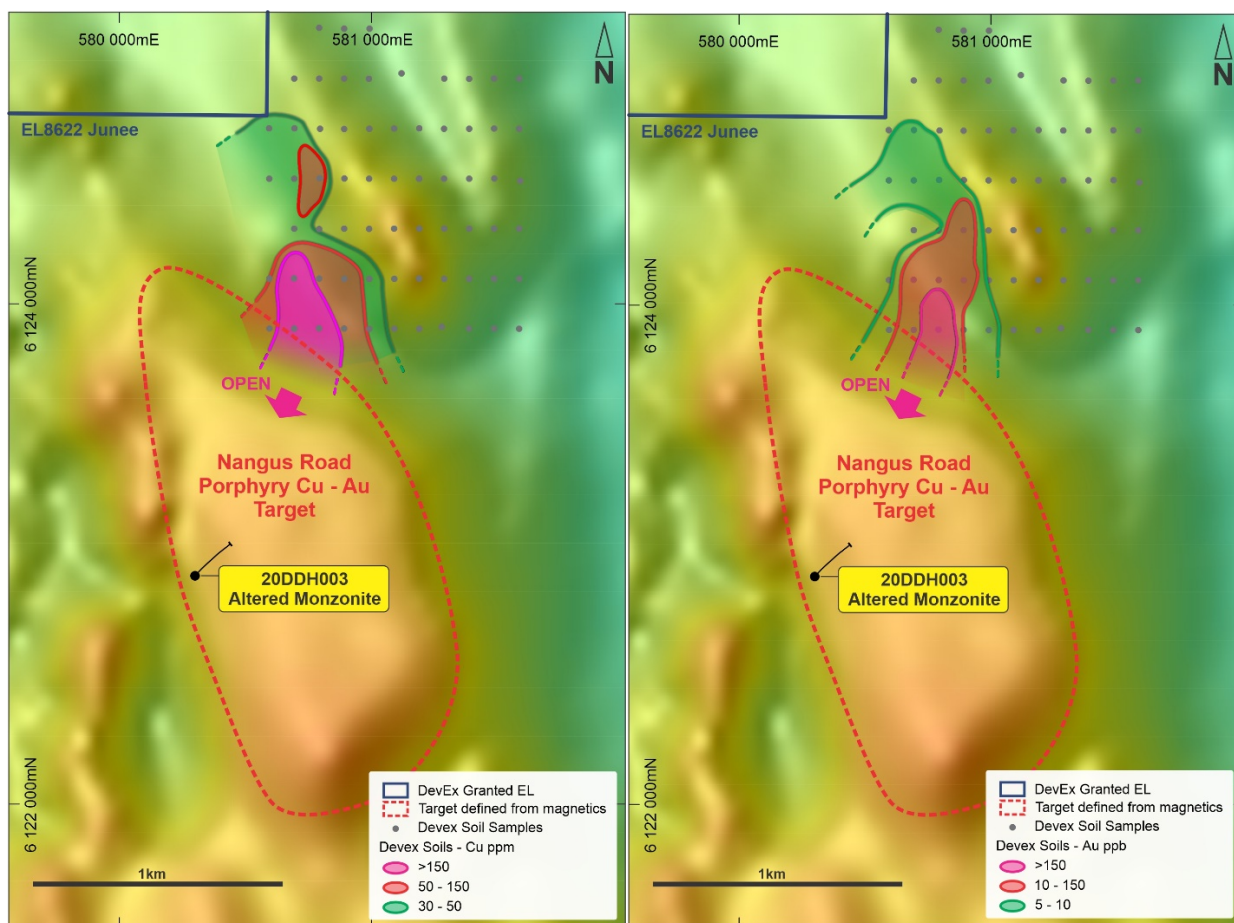 580 000mE
581 000mE
N
EL8622 Junee
6 124 000mN
OPEN
Nangus Road
Porphyry Cu - Au
Target
20DDH003
Altered Monzonite
6 122 000mN
DevEx Granted EL
Target defined from magnetics
Devex Soil Samples
Devex Soils - Cu ppm
>150
50 - 150
30 - 50
1km
580 000mE
581 000mE
N
EL8622 Junee
6 124 000mN
OPEN
Nangus Road
Porphyry Cu - Au
Target
20DDH003
Altered Monzonite
6 122 000mN
DevEx Granted EL
Target defined from magnetics
Devex Soil Samples
Devex Soils - Au ppb
>150
10 - 150
5 - 10
1km